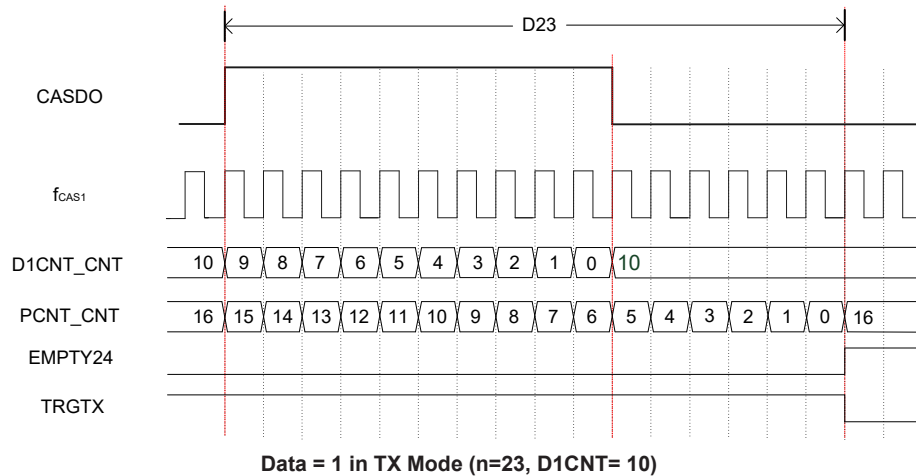 D23
CASDO
fCAS1
D1CNT_CNT 10 9 8 7 6 5 4 3 2 1 0 10
PCNT_CNT 16 15 14 13 12 11 10 9 8 7 6 5 4 3 2 1 0 16
EMPTY24
TRGTX
Data = 1 in TX Mode (n=23, D1CNT= 10)